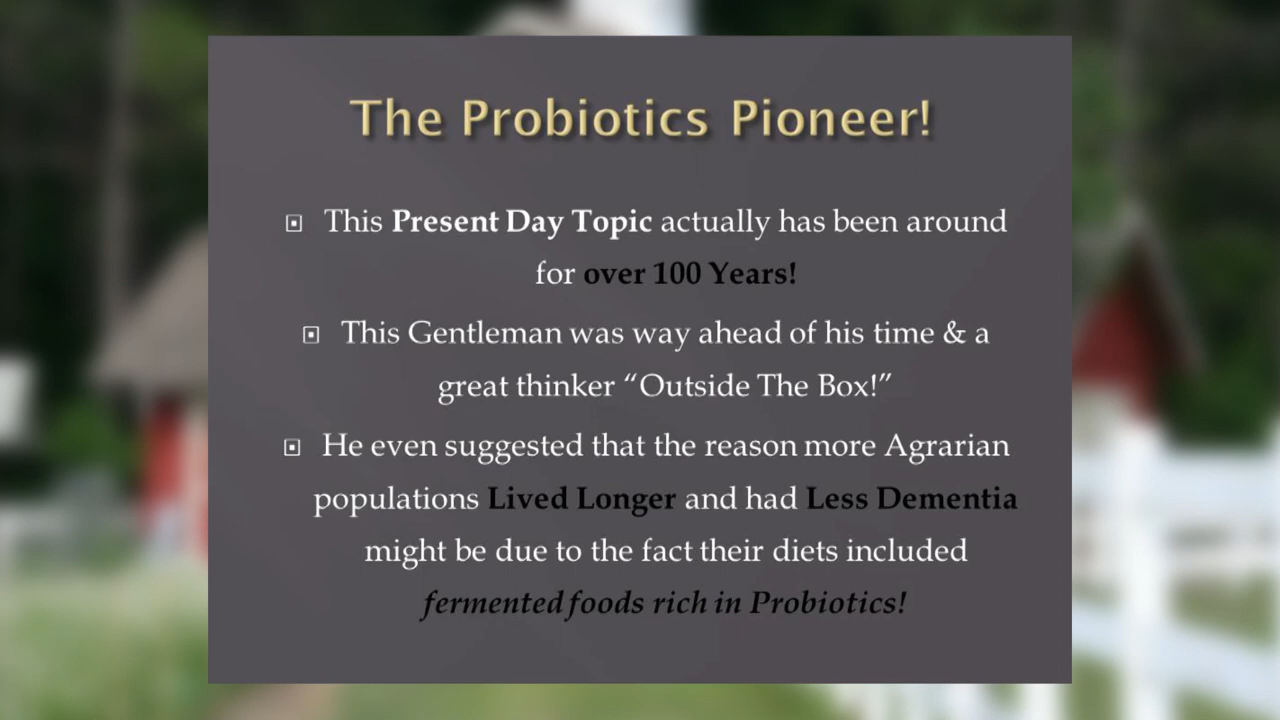 The Probiotics Pioneer!
This Present Day Topic actually has been around
for over 100 Years!
This Gentleman was way ahead of his time & a
great thinker “Outside The Box!”
He even suggested that the reason more Agrarian
populations Lived Longer and had Less Dementia
might be due to the fact their diets included
fermented foods rich in Probiotics!